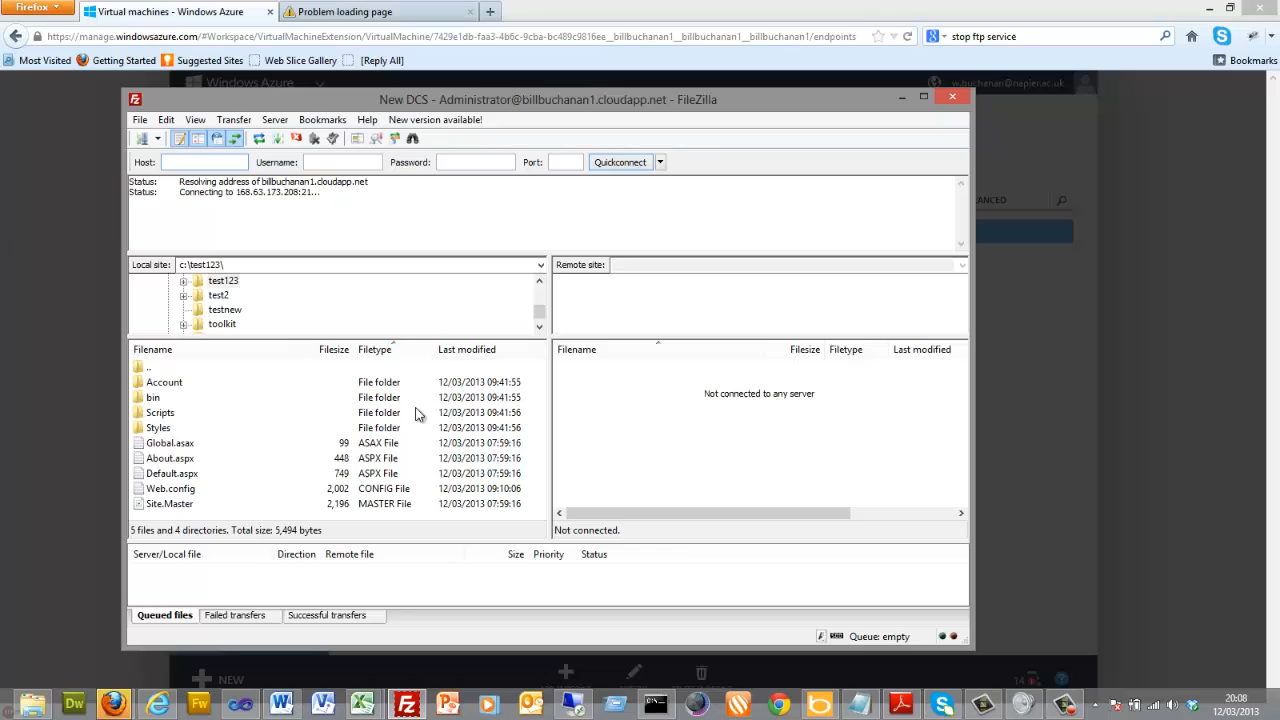 Firefox
Virtual machines - Windows Azure
Problem loading page
https://manage.windowsazure.com/#Workspace/VirtualMachineExtension/VirtualMachine/7429e1db-faa3-4b0c-9cba-bc489c9816ee__billbuchanan1__billbuchanan1__billbuchanan1/endpoints
stop ftp service
Most Visited
Getting Started
Suggested Sites
Web Slice Gallery
[Reply All]
Bookmarks
Windows Azure
w.buchanan@napier.ac.uk
New DCS - Administrator@billbuchanan1.cloudapp.net - FileZilla
File Edit View Transfer Server Bookmarks Help New version available!
Host: Username: Password: Port: Quickconnect
Status: Resolving address of billbuchanan1.cloudapp.net
Status: Connecting to 168.63.173.208:21...
Local site: c:\test123\
Remote site:
test123
test2
testnew
toolkit
Filename Filesize Filetype Last modified
..
Account File folder 12/03/2013 09:41:55
bin File folder 12/03/2013 09:41:55
Scripts File folder 12/03/2013 09:41:56
Styles File folder 12/03/2013 09:41:56
Global.asax 99 ASAX File 12/03/2013 07:59:16
About.aspx 448 ASPX File 12/03/2013 07:59:16
Default.aspx 749 ASPX File 12/03/2013 07:59:16
Web.config 2,002 CONFIG File 12/03/2013 09:10:06
Site.Master 2,196 MASTER File 12/03/2013 07:59:16
5 files and 4 directories. Total size: 5,494 bytes
Filename Filesize Filetype Last modified
Not connected to any server
Not connected.
Server/Local file Direction Remote file Size Priority Status
Queued files Failed transfers Successful transfers
Queue: empty
ANCED
NEW
14
20:08
12/03/2013